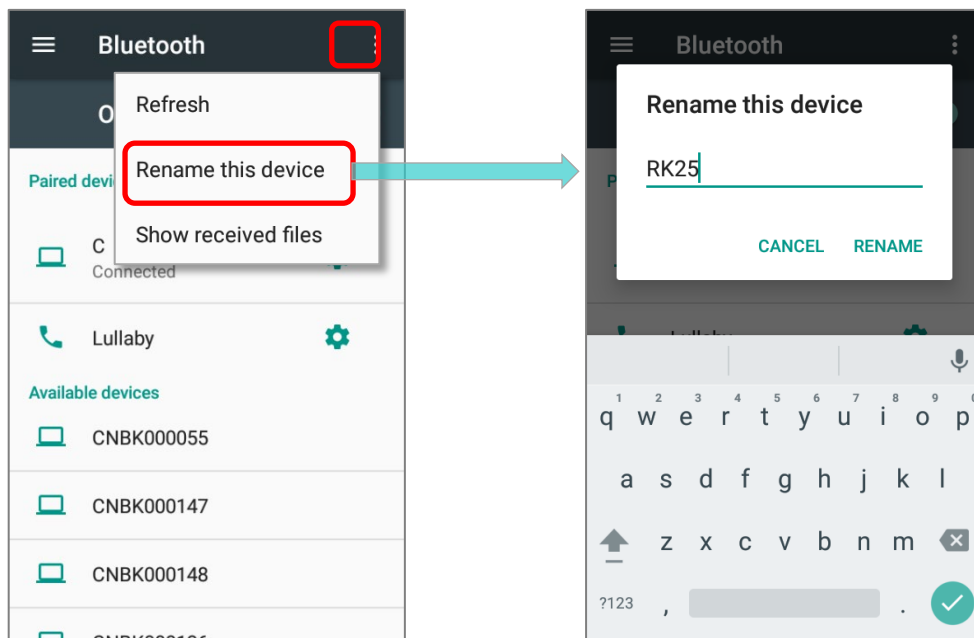 Bluetooth
Refresh
O
Rename this device
Paired devi
Show received files
C
Connected
Lullaby
Available devices
CNBK000055
CNBK000147
CNBK000148
Bluetooth
Rename this device
RK25
P
CANCEL RENAME
1 2 3 4 5 6 7 8 9
q w e r t y u i o p
a s d f g h j k l
z x c v b n m
?123 , .